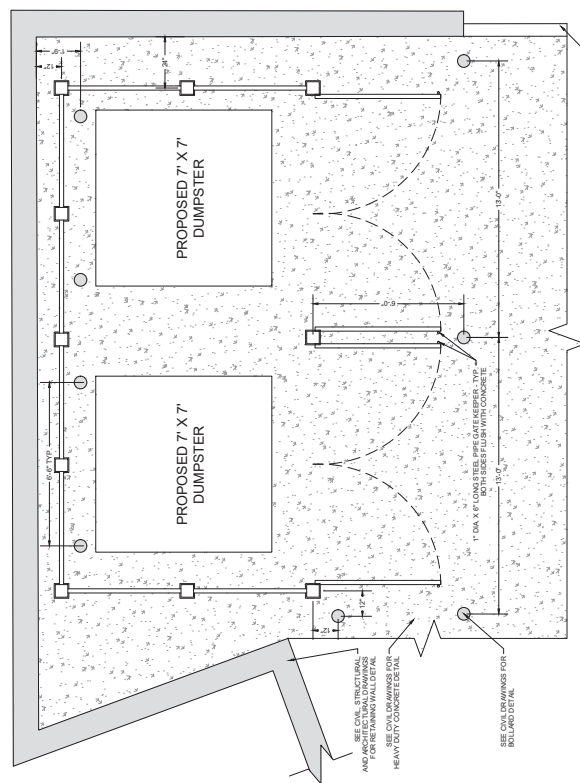 1'-9"
12"
24"
PROPOSED 7' X 7'
DUMPSTER
PROPOSED 7' X 7'
DUMPSTER
6'-6" TYP.
6'-0"
13'-0"
13'-0"
12"
12"
1" DIA. X 6" LONG STEEL PIPE GATE KEEPER - TYP.
BOTH SIDES FLUSH WITH CONCRETE
SEE CIVIL, STRUCTURAL,
AND ARCHITECTURAL DRAWINGS
FOR RETAINING WALL DETAIL
SEE CIVIL DRAWINGS FOR
HEAVY DUTY CONCRETE DETAIL
SEE CIVIL DRAWINGS FOR
BOLLARD DETAIL